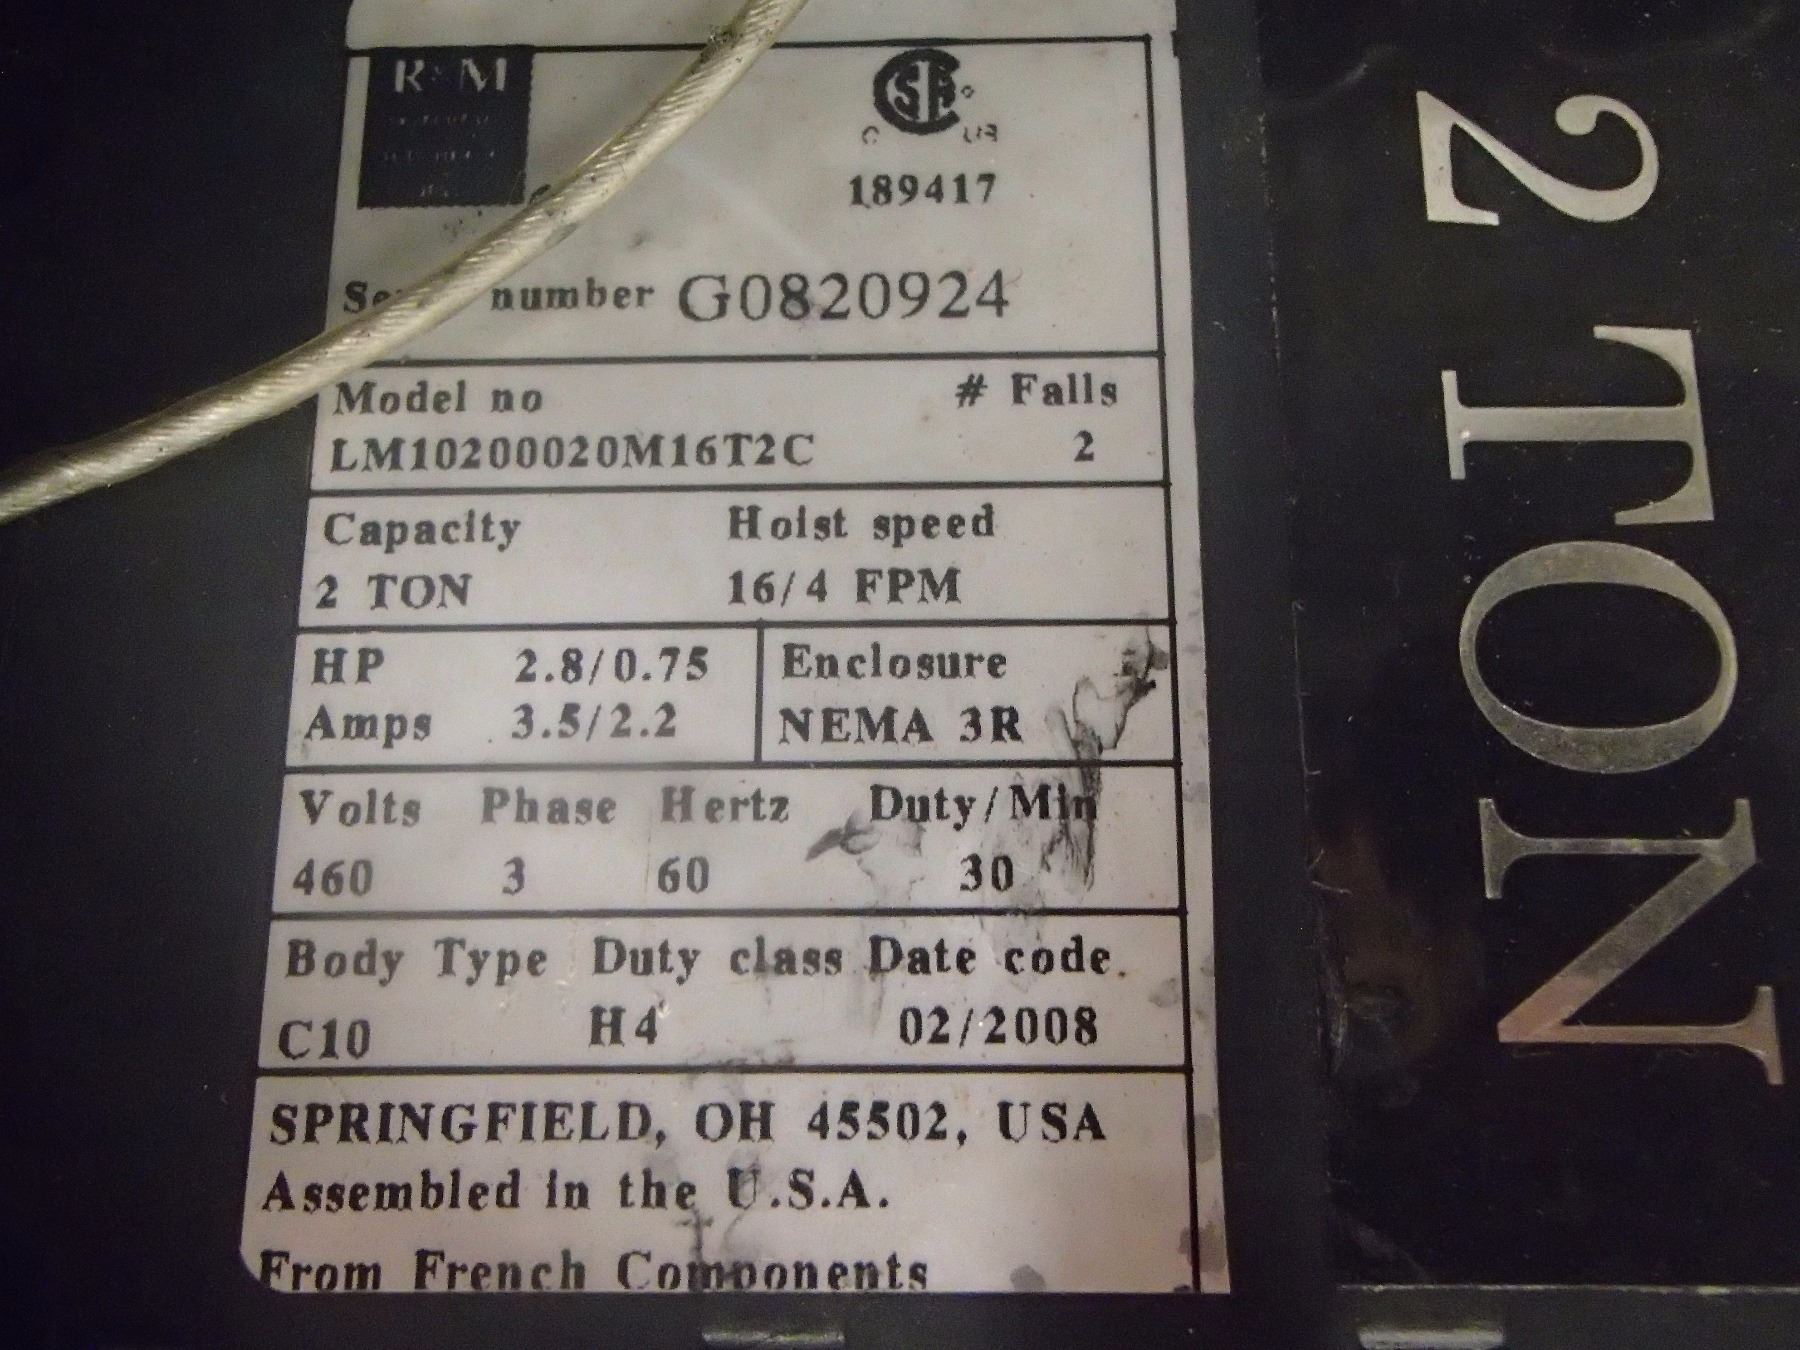 R&M
CSA
C US
189417
number G0820924
Model no # Falls
LM10200020M16T2C 2
Capacity Hoist speed
2 TON 16/4 FPM
HP 2.8/0.75 Enclosure
Amps 3.5/2.2 NEMA 3R
Volts Phase Hertz Duty/Min
460 3 60 30
Body Type Duty class Date code.
C10 H4 02/2008
SPRINGFIELD, OH 45502, USA
Assembled in the U.S.A.
From French Components
2 TON